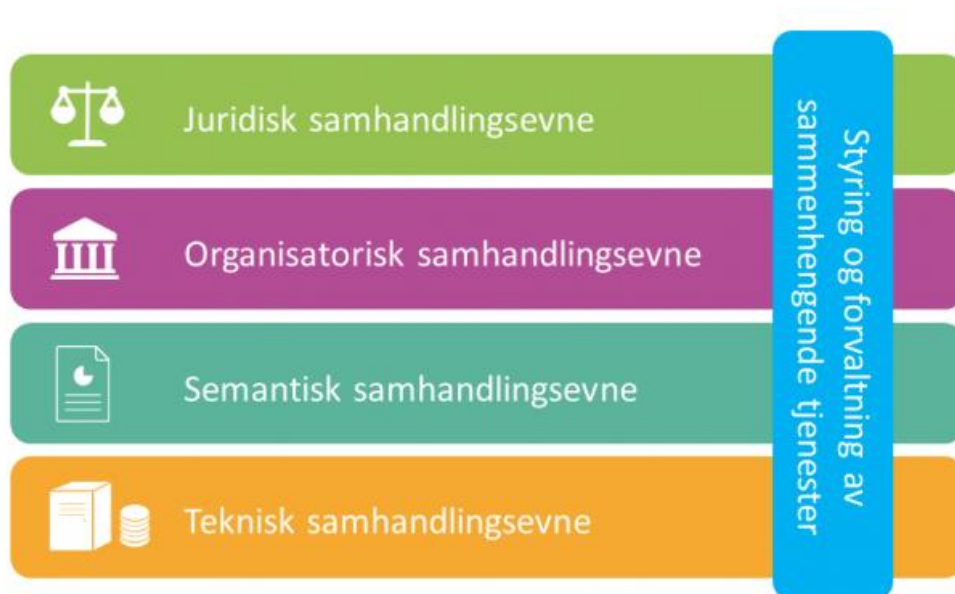 Juridisk samhandlingsevne
Organisatorisk samhandlingsevne
Semantisk samhandlingsevne
Teknisk samhandlingsevne
Styring og forvaltning av
sammenhengende tjenester